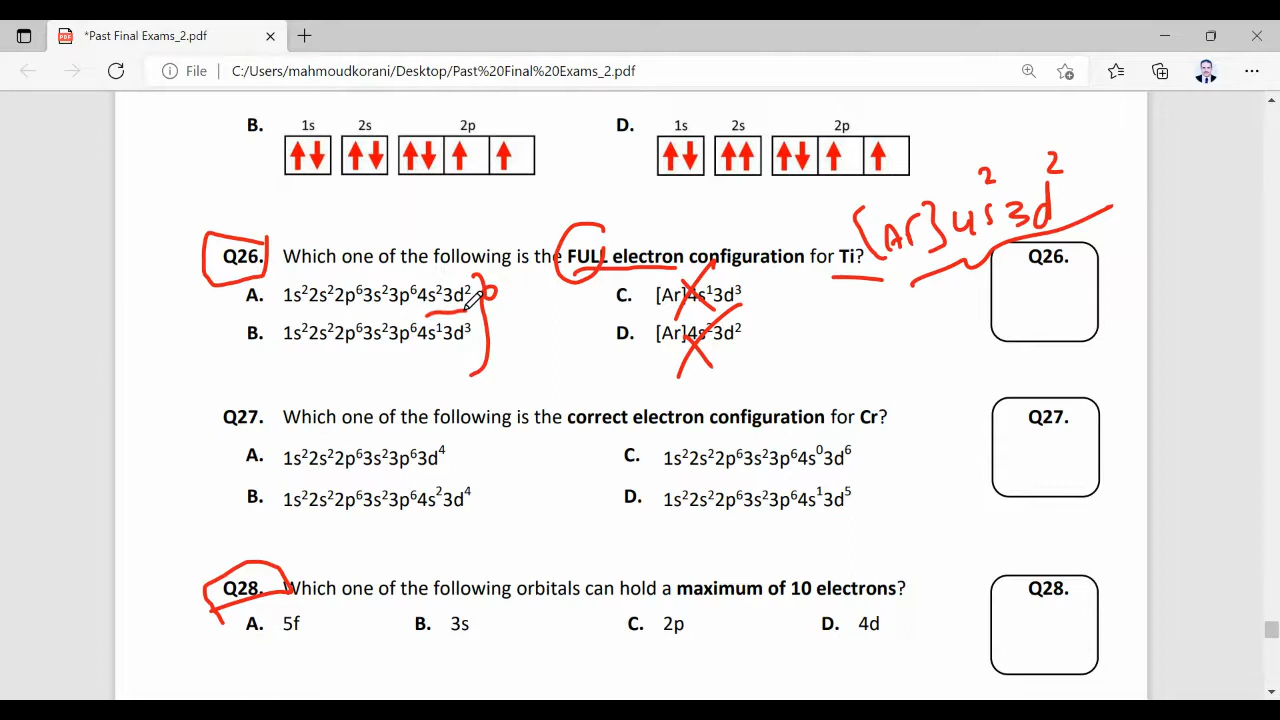 *Past Final Exams_2.pdf
File C:/Users/mahmoudkorani/Desktop/Past%20Final%20Exams_2.pdf
B. 1s 2s 2p D. 1s 2s 2p
[Ar]4s²3d²
Q26. Which one of the following is the FULL electron configuration for Ti? Q26.
A. 1s²2s²2p⁶3s²3p⁶4s²3d² C. [Ar]4s¹3d³
B. 1s²2s²2p⁶3s²3p⁶4s¹3d³ D. [Ar]4s²3d²
Q27. Which one of the following is the correct electron configuration for Cr? Q27.
A. 1s²2s²2p⁶3s²3p⁶3d⁴ C. 1s²2s²2p⁶3s²3p⁶4s⁰3d⁶
B. 1s²2s²2p⁶3s²3p⁶4s²3d⁴ D. 1s²2s²2p⁶3s²3p⁶4s¹3d⁵
Q28. Which one of the following orbitals can hold a maximum of 10 electrons? Q28.
A. 5f B. 3s C. 2p D. 4d